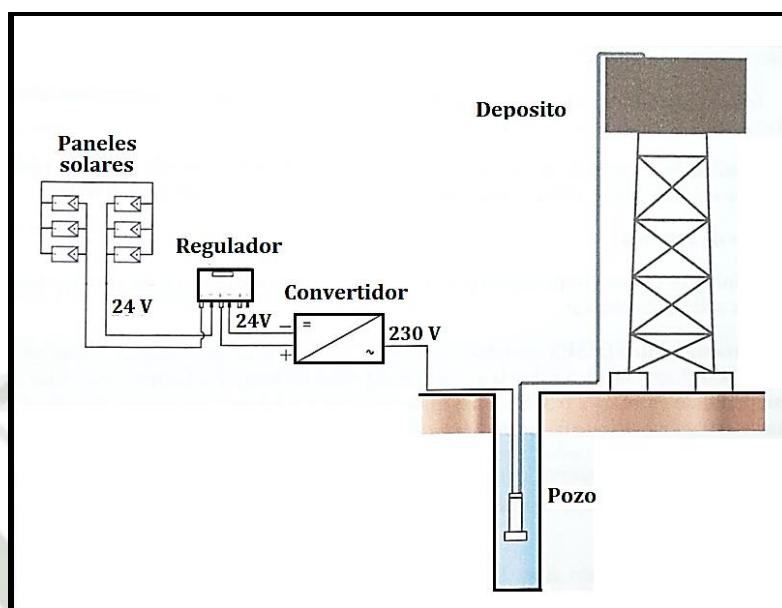 Deposito
Paneles
solares
Regulador
24 V
24V
Convertidor
230 V
–
=
+
~
Pozo